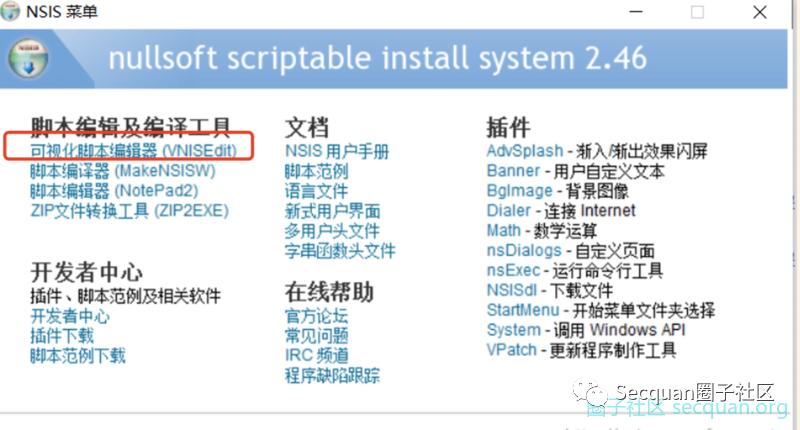 NSIS 菜单
nullsoft scriptable install system 2.46
脚本编辑及编译工具
可视化脚本编辑器 (VNISEdit)
脚本编译器 (MakeNSISW)
脚本编辑器 (NotePad2)
ZIP文件转换工具 (ZIP2EXE)
开发者中心
插件、脚本范例及相关软件
开发者中心
插件下载
脚本范例下载
文档
NSIS 用户手册
脚本范例
语言文件
新式用户界面
多用户头文件
字串函数头文件
在线帮助
官方论坛
常见问题
IRC 频道
程序缺陷跟踪
插件
AdvSplash - 渐入/渐出效果闪屏
Banner - 用户自定义文本
BgImage - 背景图像
Dialer - 连接 Internet
Math - 数学运算
nsDialogs - 自定义页面
nsExec - 运行命令行工具
NSISdl - 下载文件
StartMenu - 开始菜单文件夹选择
System - 调用 Windows API
VPatch - 更新程序制作工具
Secquan圈子社区
圈子社区 secquan.org